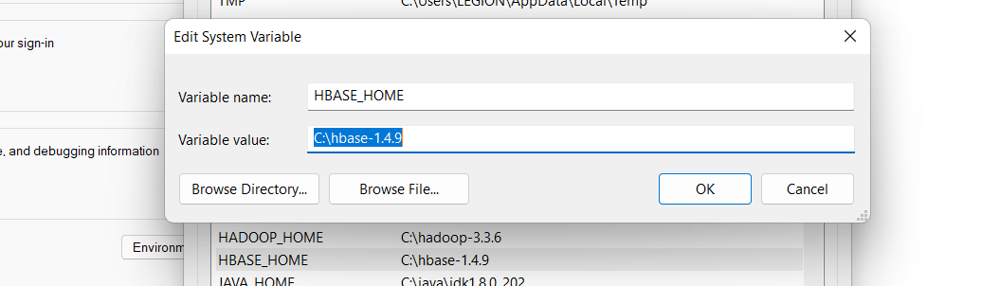 TMP C:\Users\LEGION\AppData\Local\Temp
Edit System Variable
our sign-in
Variable name: HBASE_HOME
Variable value: C:\hbase-1.4.9
e, and debugging information
Browse Directory... Browse File... OK Cancel
HADOOP_HOME C:\hadoop-3.3.6
Environm
HBASE_HOME C:\hbase-1.4.9
JAVA_HOME C:\java\jdk1.8.0_202